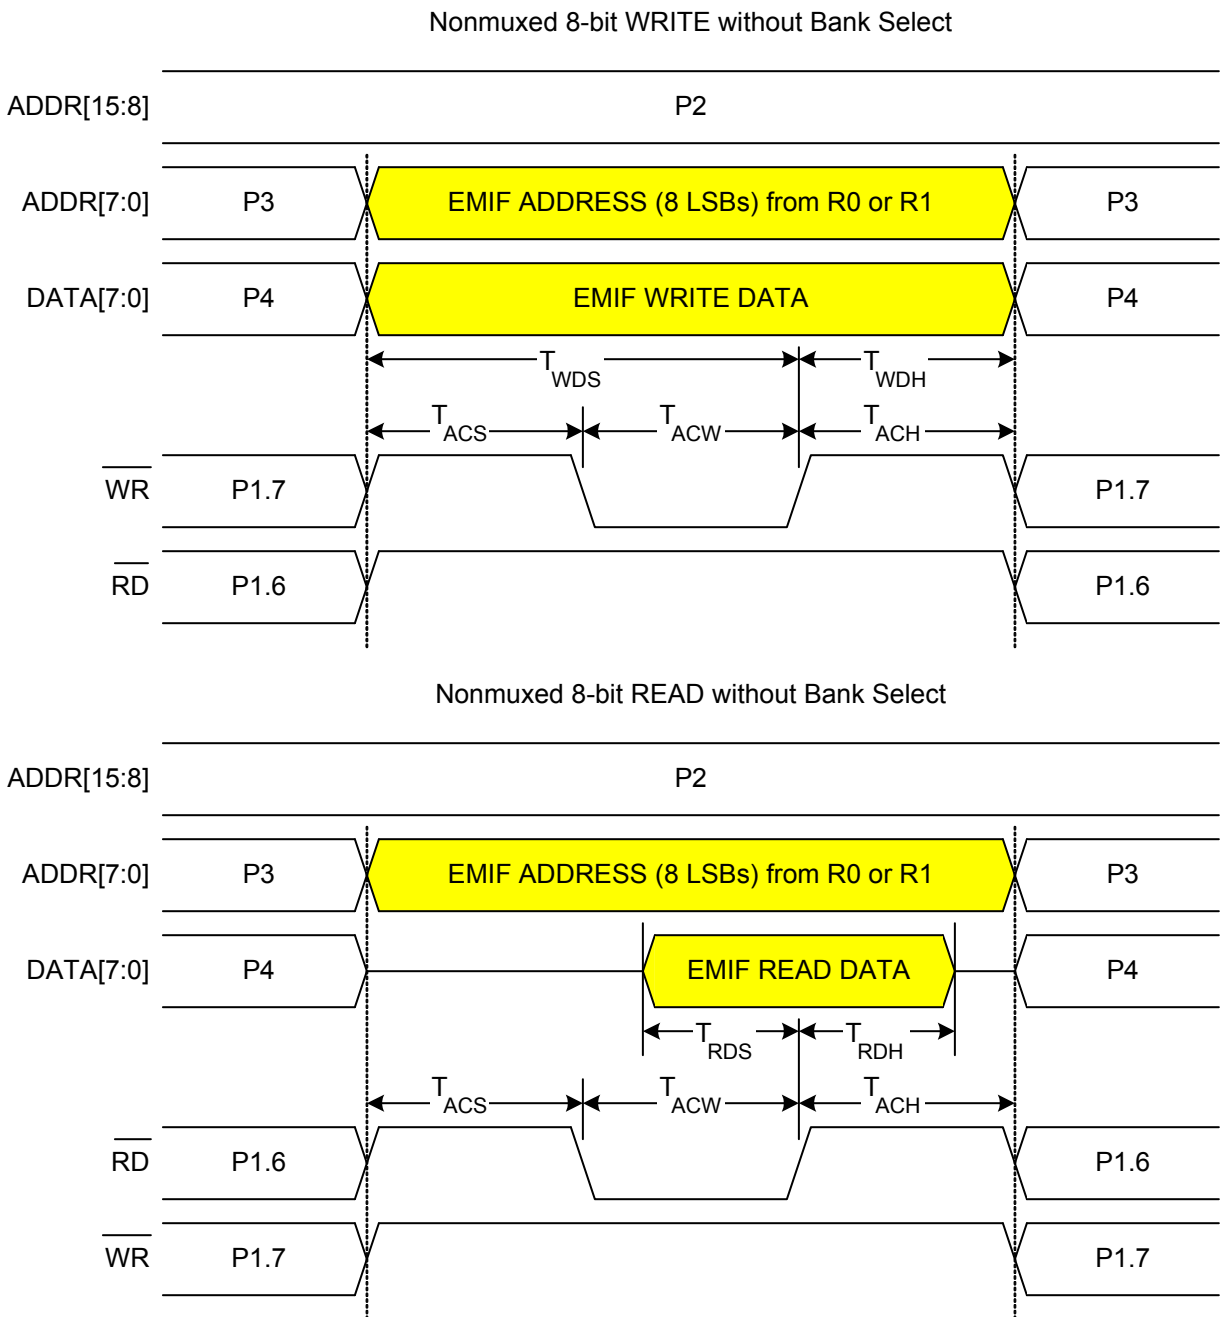 Nonmuxed 8-bit WRITE without Bank Select
ADDR[15:8] P2
ADDR[7:0] P3 EMIF ADDRESS (8 LSBs) from R0 or R1 P3
DATA[7:0] P4 EMIF WRITE DATA P4
TWDS TWDH
TACS TACW TACH
WR P1.7 P1.7
RD P1.6 P1.6
Nonmuxed 8-bit READ without Bank Select
ADDR[15:8] P2
ADDR[7:0] P3 EMIF ADDRESS (8 LSBs) from R0 or R1 P3
DATA[7:0] P4 EMIF READ DATA P4
TRDS TRDH
TACS TACW TACH
RD P1.6 P1.6
WR P1.7 P1.7